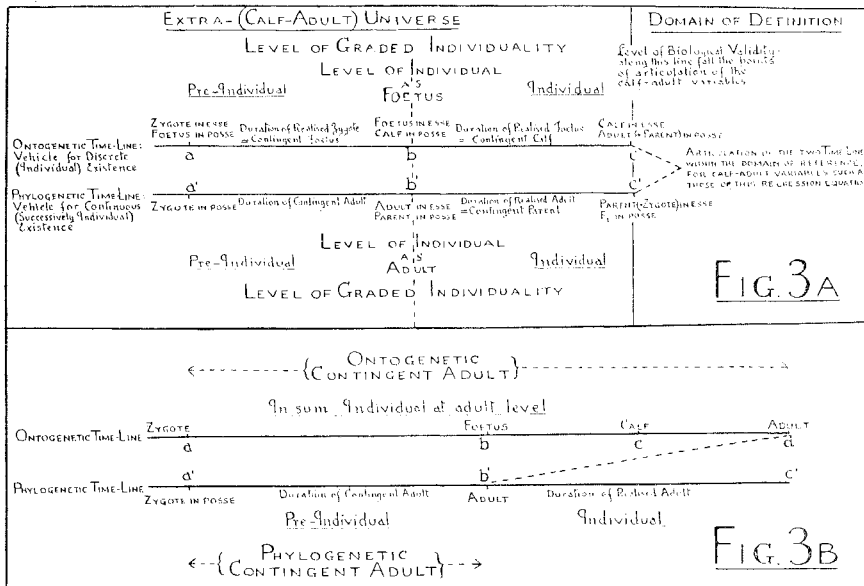 EXTRA-(CALF-ADULT) UNIVERSE
DOMAIN OF DEFINITION
LEVEL OF GRADED INDIVIDUALITY
LEVEL OF INDIVIDUAL
AS
FOETUS
Pre-Individual
Individual
Level of Biological Validity:
along this line fall the points
of articulation of the
calf-adult variables
ZYGOTE IN ESSE
FOETUS IN POSSE
Duration of Realised Zygote
=Contingent Foetus
FOETUS IN ESSE
CALF IN POSSE
Duration of Realised Foetus
=Contingent Calf
CALF IN ESSE
ADULT (=PARENT) IN POSSE
ONTOGENETIC TIME-LINE:
Vehicle for Discrete
(Individual) Existence
a
b
c
ARTICULATION OF THE TWO TIME LINES
WITHIN THE DOMAIN OF REFERENCE,
FOR CALF-ADULT VARIABLES SUCH AS
THOSE OF THIS REGRESSION EQUATION
PHYLOGENETIC TIME-LINE:
Vehicle for Continuous
(Successively Individual)
Existence
a'
b'
c'
ZYGOTE IN POSSE
Duration of Contingent Adult
ADULT IN ESSE
PARENT IN POSSE
Duration of Realised Adult
=Contingent Parent
PARENT (=ZYGOTE) IN ESSE
F₁ IN POSSE
LEVEL OF INDIVIDUAL
AS
ADULT
Pre-Individual
Individual
LEVEL OF GRADED INDIVIDUALITY
FIG. 3A
ONTOGENETIC
CONTINGENT ADULT
In sum Individual at adult level
ONTOGENETIC TIME-LINE
ZYGOTE
FOETUS
CALF
ADULT
a
b
c
d
PHYLOGENETIC TIME-LINE
a'
b'
c'
ZYGOTE IN POSSE
Duration of Contingent Adult
ADULT
Duration of Realised Adult
Pre-Individual
Individual
PHYLOGENETIC
CONTINGENT ADULT
FIG. 3B